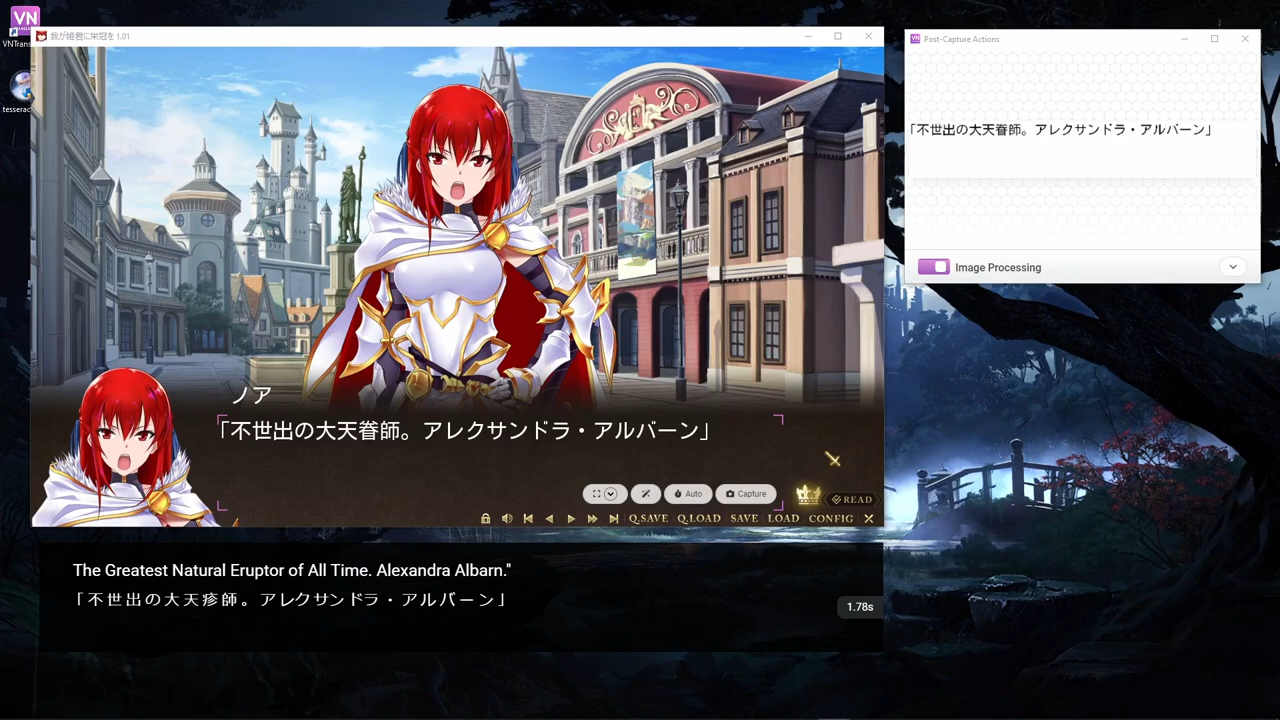 VN
VNTrans
tesserac
我が姫君に栄冠を 1.01
ノア
「不世出の大天眷師。アレクサンドラ・アルバーン」
Auto
Capture
READ
Q.SAVE
Q.LOAD
SAVE
LOAD
CONFIG
The Greatest Natural Eruptor of All Time. Alexandra Albarn."
「不世出の大天疹師。アレクサンドラ・アルバーン」
1.78s
VN
Post-Capture Actions
「不世出の大天眷師。アレクサンドラ・アルバーン」
Image Processing